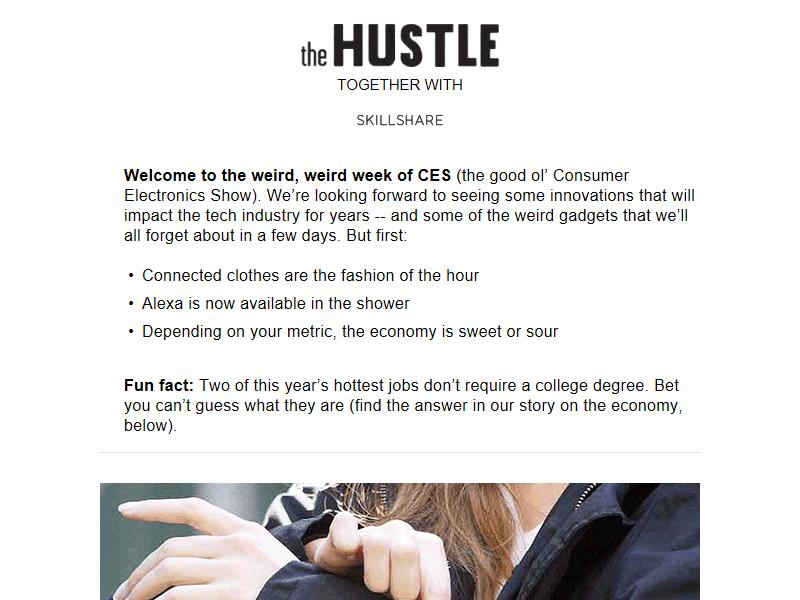 the HUSTLE
TOGETHER WITH
SKILLSHARE
Welcome to the weird, weird week of CES (the good ol’ Consumer
Electronics Show). We’re looking forward to seeing some innovations that will
impact the tech industry for years -- and some of the weird gadgets that we’ll
all forget about in a few days. But first:
• Connected clothes are the fashion of the hour
• Alexa is now available in the shower
• Depending on your metric, the economy is sweet or sour
Fun fact: Two of this year’s hottest jobs don’t require a college degree. Bet
you can’t guess what they are (find the answer in our story on the economy,
below).